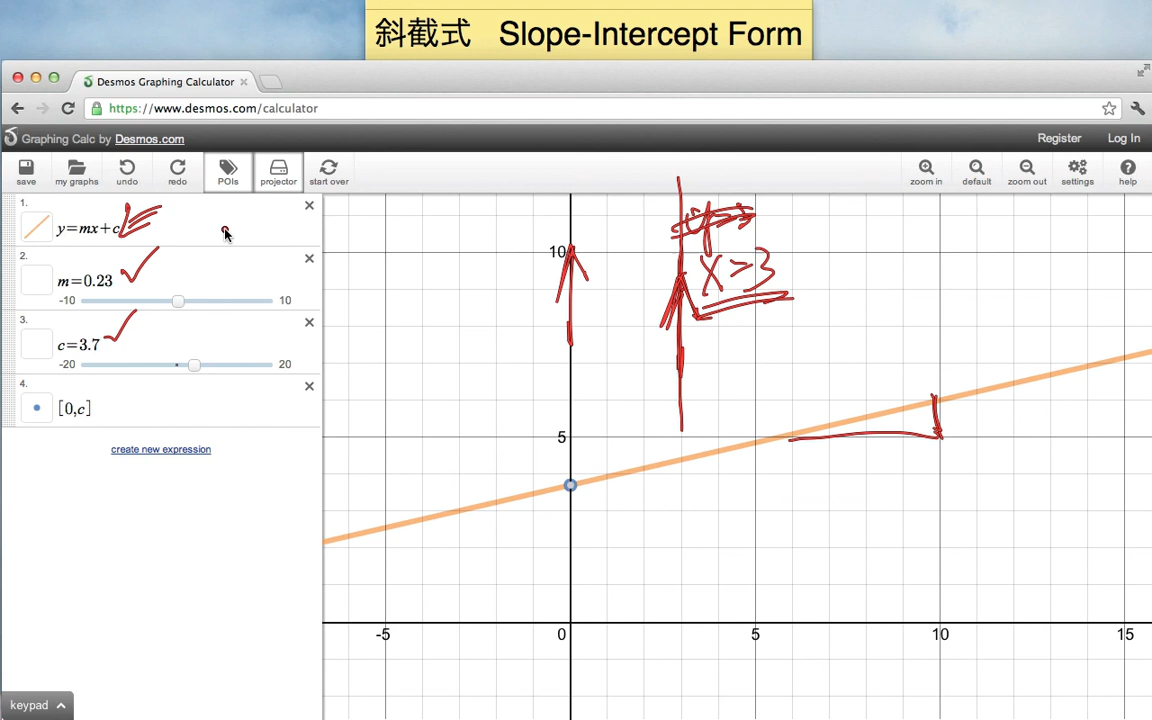 斜截式 Slope-Intercept Form
Desmos Graphing Calculator
https://www.desmos.com/calculator
Graphing Calc by Desmos.com
Register
Log In
save
my graphs
undo
redo
POIs
projector
start over
zoom in
default
zoom out
settings
help
1.
y=mx+c
2.
m=0.23
-10
10
3.
c=3.7
-20
20
4.
[0,c]
create new expression
keypad
10
5
-5
0
5
10
15